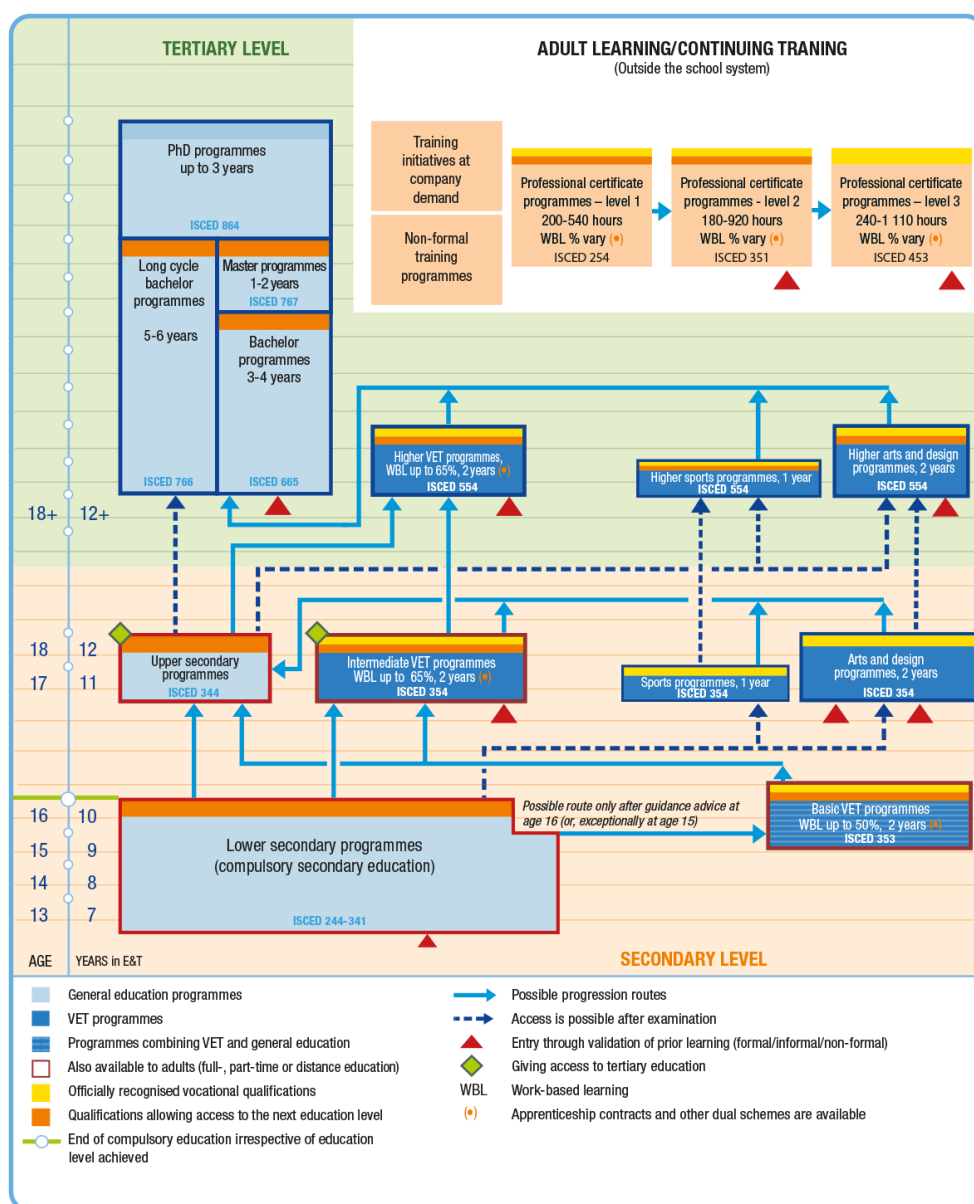 TERTIARY LEVEL
ADULT LEARNING/CONTINUING TRANING
(Outside the school system)
PhD programmes
up to 3 years
ISCED 864
Training
initiatives at
company
demand
Non-formal
training
programmes
Professional certificate
programmes – level 1
200-540 hours
WBL % vary (•)
ISCED 254
Professional certificate
programmes - level 2
180-920 hours
WBL % vary (•)
ISCED 351
Professional certificate
programmes – level 3
240-1 110 hours
WBL % vary (•)
ISCED 453
Long cycle
bachelor
programmes
5-6 years
ISCED 766
Master programmes
1-2 years
ISCED 767
Bachelor
programmes
3-4 years
ISCED 665
Higher VET programmes,
WBL up to 65%, 2 years (•)
ISCED 554
Higher sports programmes, 1 year
ISCED 554
Higher arts and design
programmes, 2 years
ISCED 554
18+ 12+
18 12
17 11
Upper secondary
programmes
ISCED 344
Intermediate VET programmes
WBL up to 65%, 2 years (•)
ISCED 354
Sports programmes, 1 year
ISCED 354
Arts and design
programmes, 2 years
ISCED 354
16 10
15 9
14 8
13 7
Lower secondary programmes
(compulsory secondary education)
ISCED 244-341
Possible route only after guidance advice at
age 16 (or, exceptionally at age 15)
Basic VET programmes
WBL up to 50%, 2 years (•)
ISCED 353
AGE YEARS in E&T
SECONDARY LEVEL
General education programmes
VET programmes
Programmes combining VET and general education
Also available to adults (full-, part-time or distance education)
Officially recognised vocational qualifications
Qualifications allowing access to the next education level
End of compulsory education irrespective of education
level achieved
Possible progression routes
Access is possible after examination
Entry through validation of prior learning (formal/informal/non-formal)
Giving access to tertiary education
WBL Work-based learning
(•) Apprenticeship contracts and other dual schemes are available